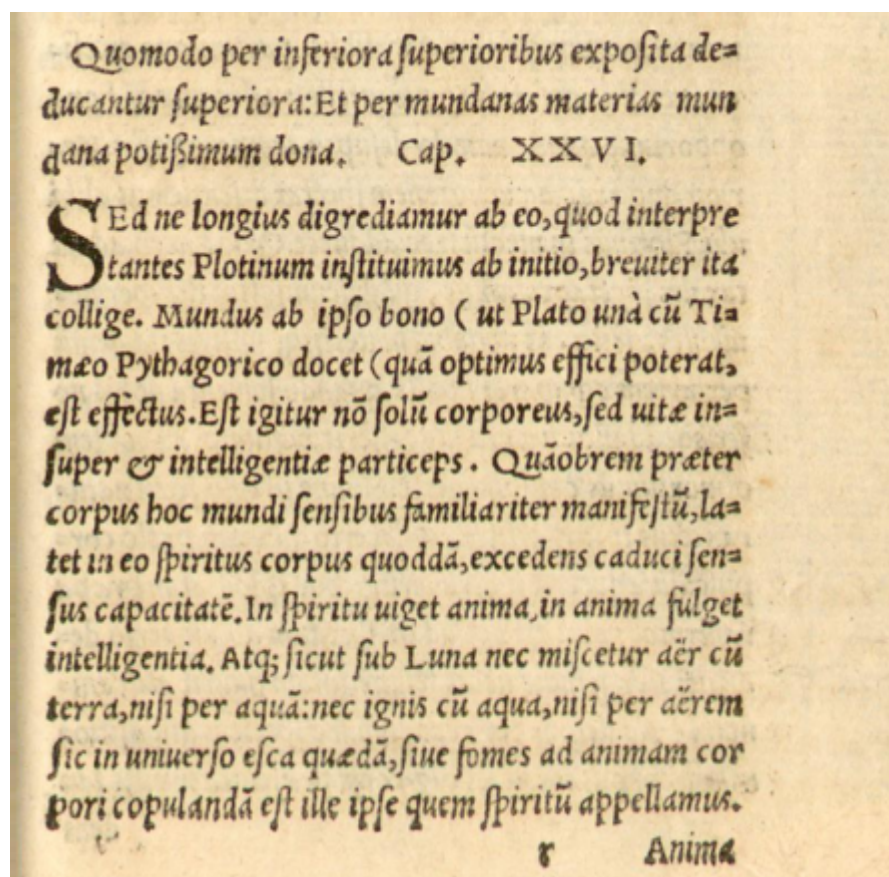 Quomodo per inferiora ſuperioribus expoſita de=
ducantur ſuperiora: Et per mundanas materias mun
dana potißimum dona. Cap. XXVI.
SEd ne longius digrediamur ab eo, quod interpre
tantes Plotinum inſtituimus ab initio, breuiter ita
collige. Mundus ab ipſo bono ( ut Plato unà cũ Ti=
mæo Pythagorico docet (quã optimus effici poterat,
eſt effectus. Eſt igitur nõ ſolũ corporeus, ſed uitæ in=
ſuper & intelligentiæ particeps. Quãobrem præter
corpus hoc mundi ſenſibus familiariter manifeſtũ, la=
tet in eo ſpiritus corpus quoddã, excedens caduci ſen=
ſus capacitatẽ. In ſpiritu uiget anima, in anima fulget
intelligentia. Atq; ſicut ſub Luna nec miſcetur aër cũ
terra, niſi per aquã: nec ignis cũ aqua, niſi per aërem
ſic in uniuerſo eſca quædã, ſiue fomes ad animam cor
pori copulandã eſt ille ipſe quem ſpiritũ appellamus.
r Anima